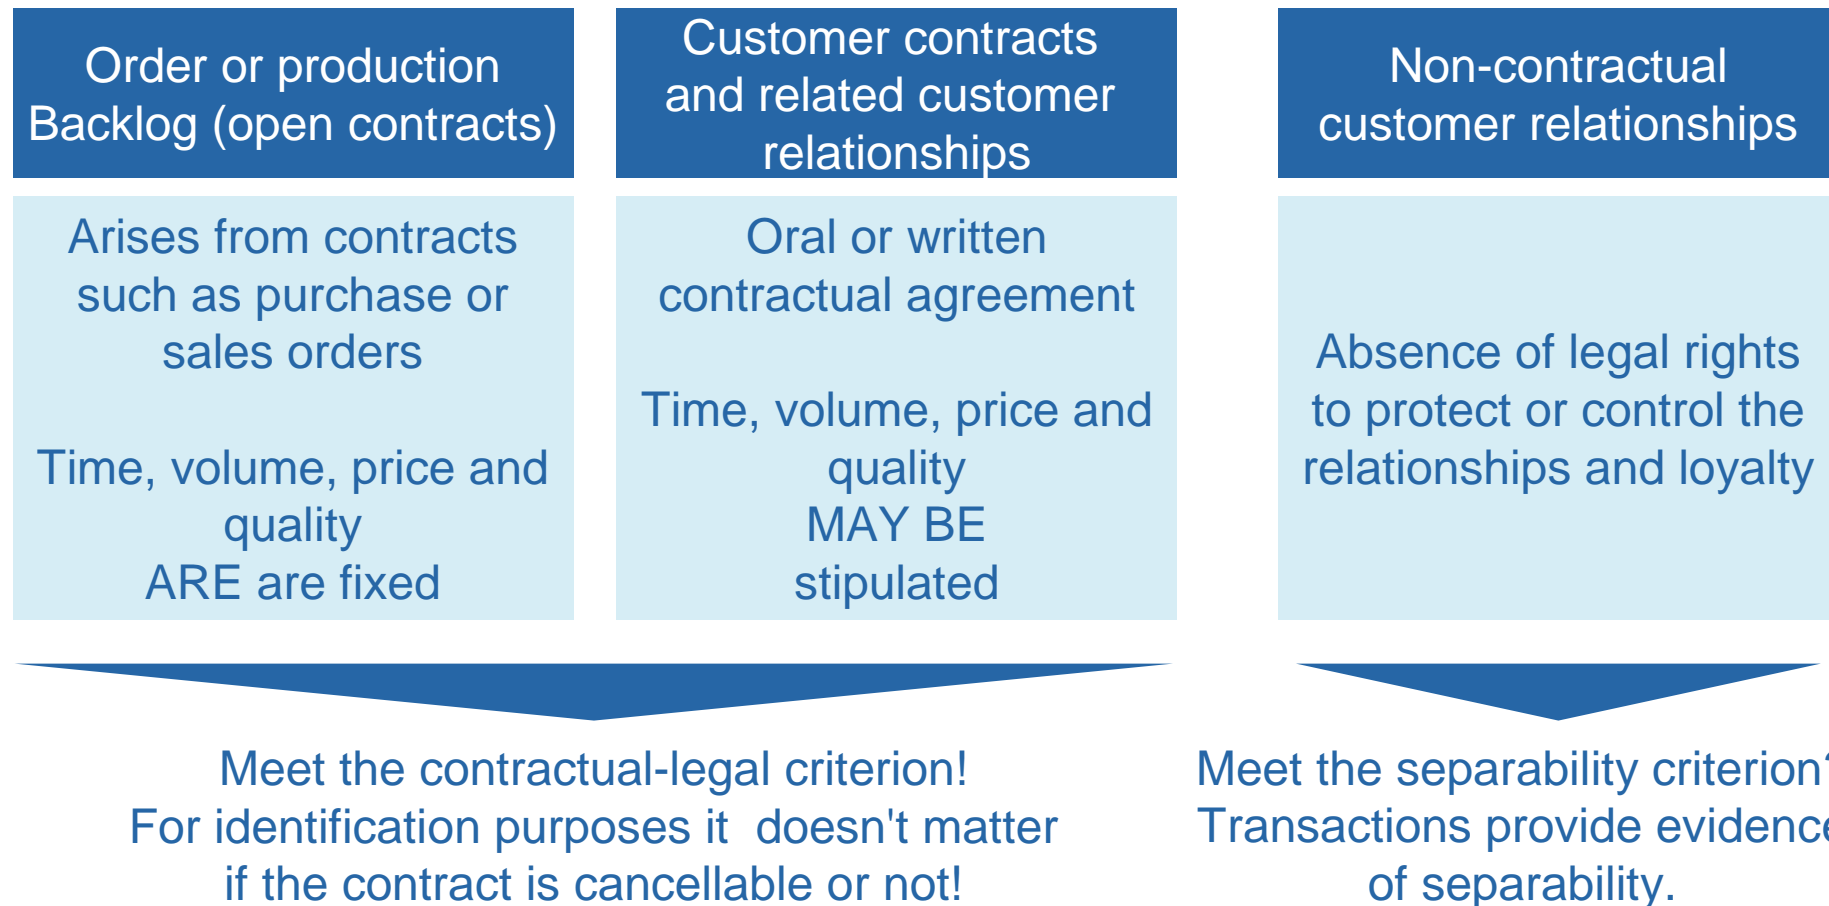 Order or production
Backlog (open contracts)
Customer contracts
and related customer
relationships
Non-contractual
customer relationships
Arises from contracts
such as purchase or
sales orders
Time, volume, price and
quality
ARE are fixed
Oral or written
contractual agreement
Time, volume, price and
quality
MAY BE
stipulated
Absence of legal rights
to protect or control the
relationships and loyalty
Meet the contractual-legal criterion!
For identification purposes it  doesn't matter
if the contract is cancellable or not!
Meet the separability criterion?
Transactions provide evidence
of separability.